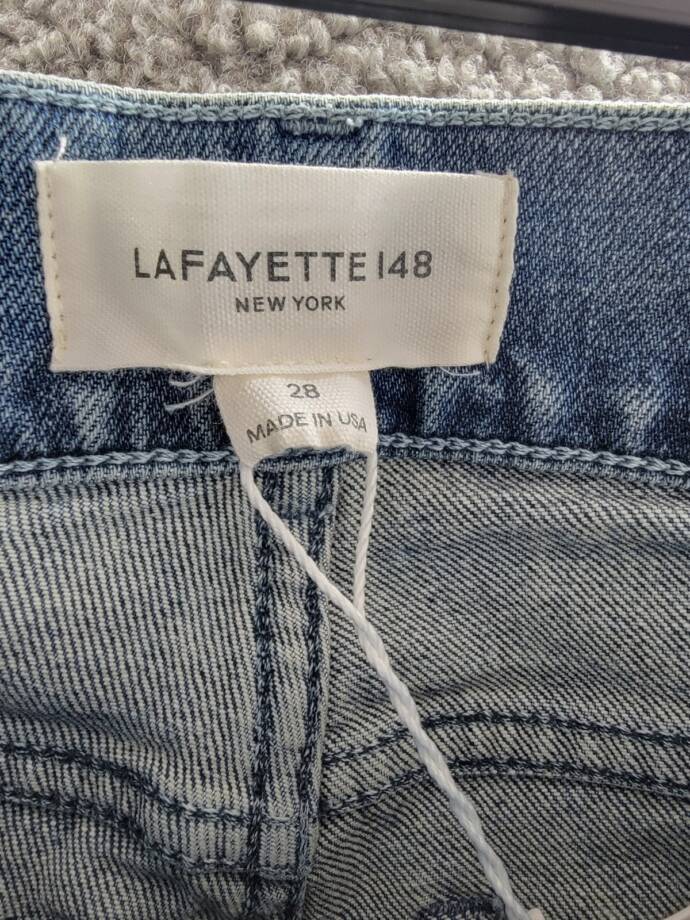 LAFAYETTE 148
NEW YORK
28
MADE IN USA